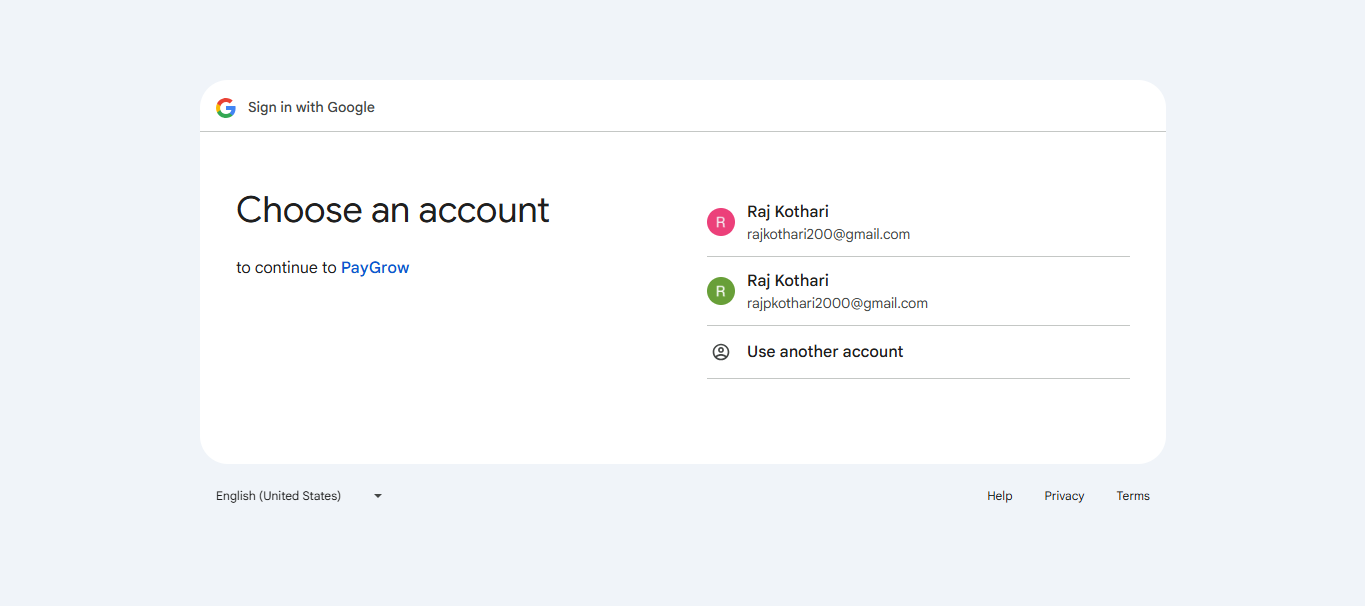 Sign in with Google
Choose an account
to continue to PayGrow
R
Raj Kothari
rajkothari200@gmail.com
R
Raj Kothari
rajpkothari2000@gmail.com
Use another account
English (United States)
Help Privacy Terms